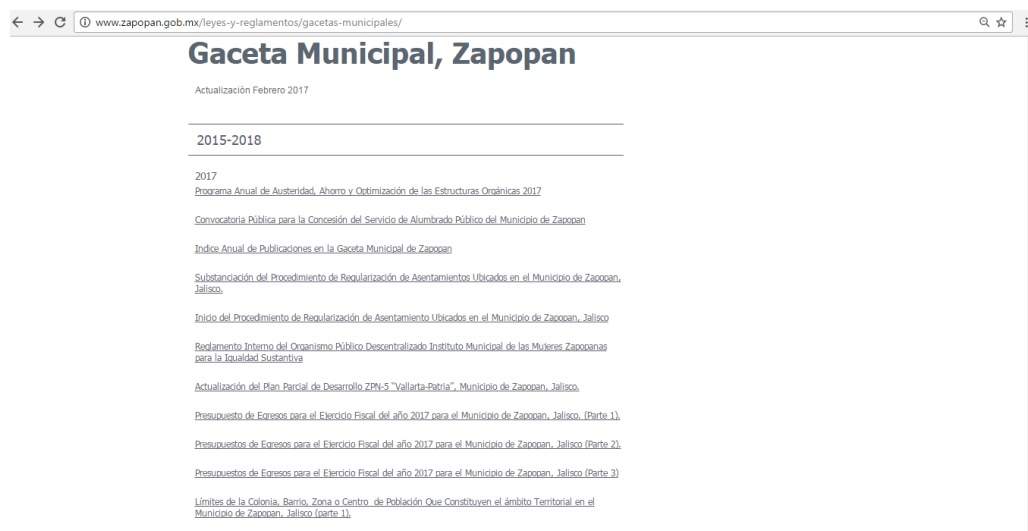 www.zapopan.gob.mx/leyes-y-reglamentos/gacetas-municipales/
Gaceta Municipal, Zapopan
Actualización Febrero 2017
2015-2018
2017
Programa Anual de Austeridad, Ahorro y Optimización de las Estructuras Orgánicas 2017
Convocatoria Pública para la Concesión del Servicio de Alumbrado Público del Municipio de Zapopan
Indice Anual de Publicaciones en la Gaceta Municipal de Zapopan
Substanciación del Procedimiento de Regularización de Asentamientos Ubicados en el Municipio de Zapopan,
Jalisco.
Inicio del Procedimiento de Regularización de Asentamiento Ubicados en el Municipio de Zapopan, Jalisco
Reglamento Interno del Organismo Público Descentralizado Instituto Municipal de las Mujeres Zapopanas
para la Igualdad Sustantiva
Actualización del Plan Parcial de Desarrollo ZPN-5 "Vallarta-Patria", Municipio de Zapopan, Jalisco.
Presupuesto de Egresos para el Ejercicio Fiscal del año 2017 para el Municipio de Zapopan, Jalisco. (Parte 1).
Presupuestos de Egresos para el Ejercicio Fiscal del año 2017 para el Municipio de Zapopan, Jalisco (Parte 2).
Presupuestos de Egresos para el Ejercicio Fiscal del año 2017 para el Municipio de Zapopan, Jalisco (Parte 3)
Límites de la Colonia, Barrio, Zona o Centro  de Población Que Constituyen el ámbito Territorial en el
Municipio de Zapopan, Jalisco (parte 1).